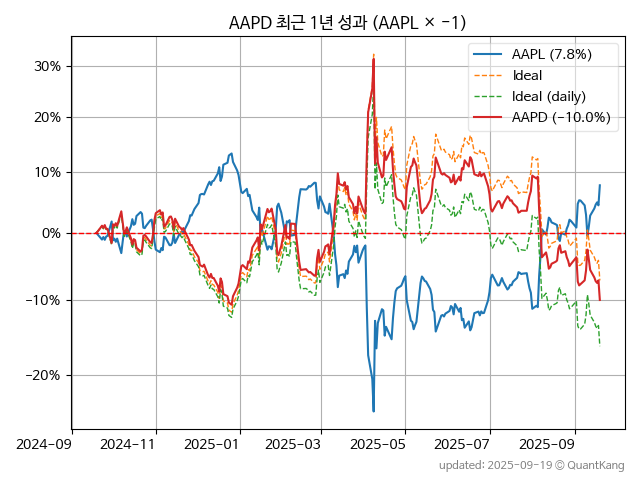 AAPD 최근 1년 성과 (AAPL × −1)
AAPL (7.8%)
Ideal
Ideal (daily)
AAPD (−10.0%)
30%
20%
10%
0%
−10%
−20%
2024-09
2024-11
2025-01
2025-03
2025-05
2025-07
2025-09
updated: 2025-09-19 © QuantKang